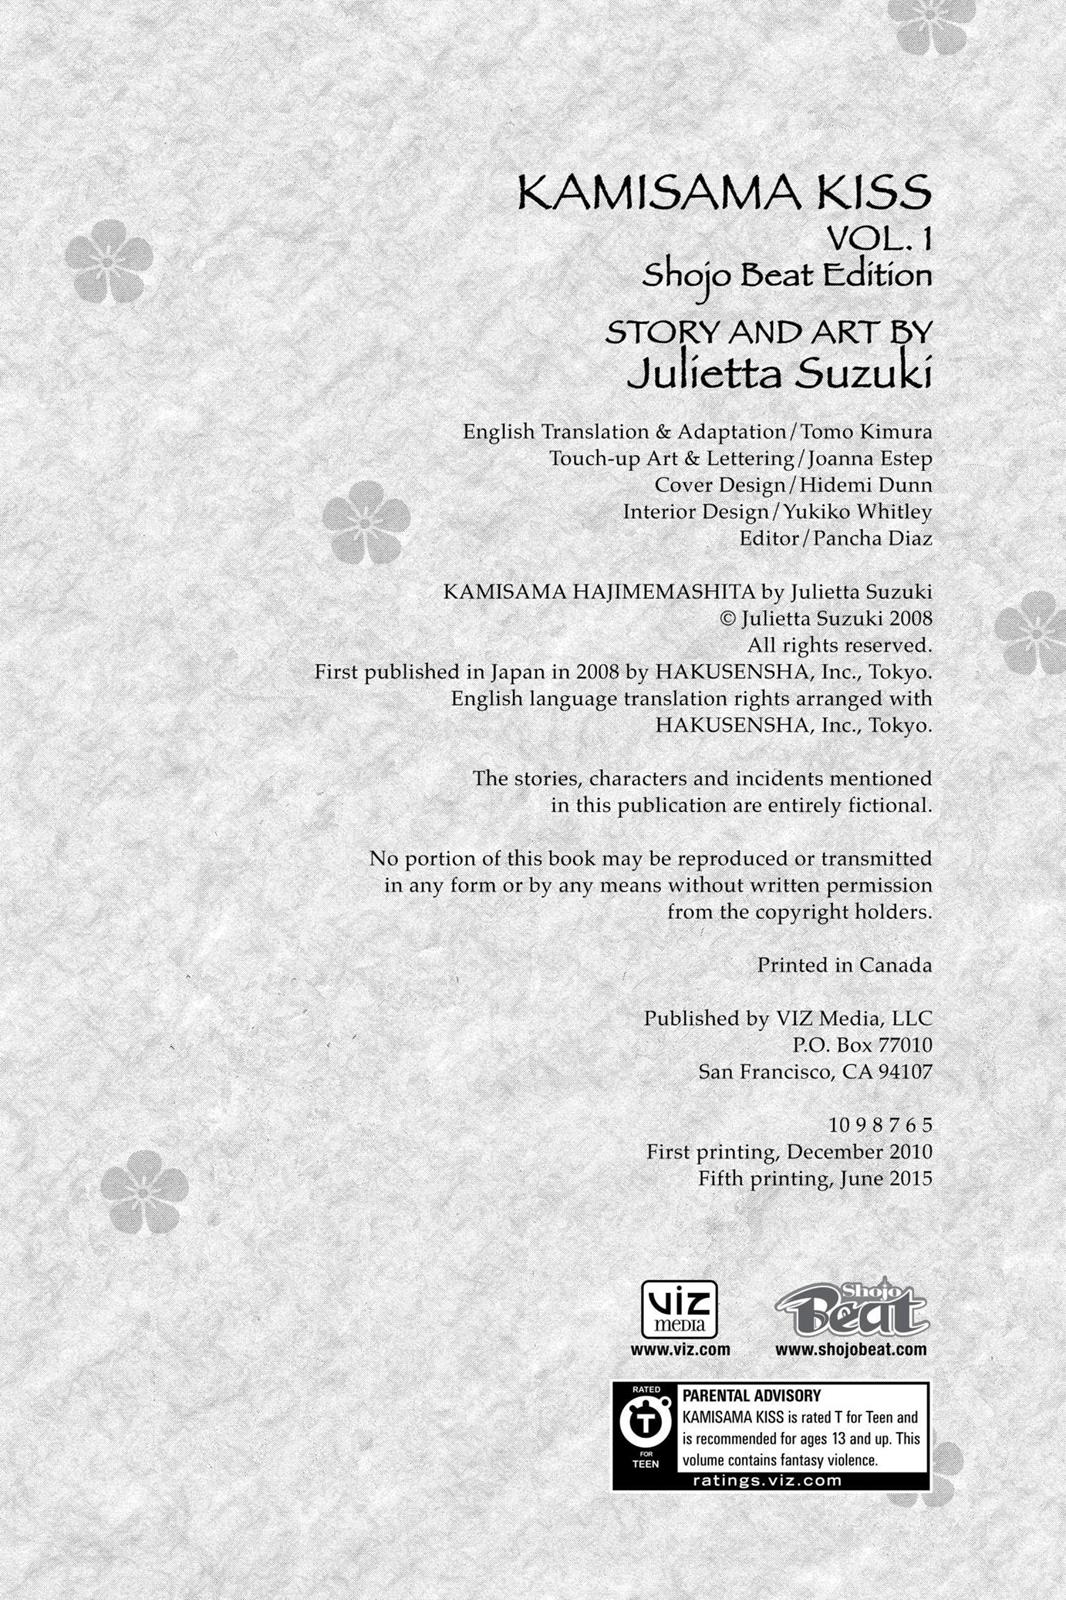 KAMISAMA KISS
VOL. 1
Shojo Beat Edition
STORY AND ART BY
Julietta Suzuki
English Translation & Adaptation/Tomo Kimura
Touch-up Art & Lettering/Joanna Estep
Cover Design/Hidemi Dunn
Interior Design/Yukiko Whitley
Editor/Pancha Diaz
KAMISAMA HAJIMEMASHITA by Julietta Suzuki
© Julietta Suzuki 2008
All rights reserved.
First published in Japan in 2008 by HAKUSENSHA, Inc., Tokyo.
English language translation rights arranged with
HAKUSENSHA, Inc., Tokyo.
The stories, characters and incidents mentioned
in this publication are entirely fictional.
No portion of this book may be reproduced or transmitted
in any form or by any means without written permission
from the copyright holders.
Printed in Canada
Published by VIZ Media, LLC
P.O. Box 77010
San Francisco, CA 94107
10 9 8 7 6 5
First printing, December 2010
Fifth printing, June 2015
VIZ
MEDIA
www.viz.com
Shojo
Beat
www.shojobeat.com
RATED
T
FOR
TEEN
PARENTAL ADVISORY
KAMISAMA KISS is rated T for Teen and
is recommended for ages 13 and up. This
volume contains fantasy violence.
ratings.viz.com